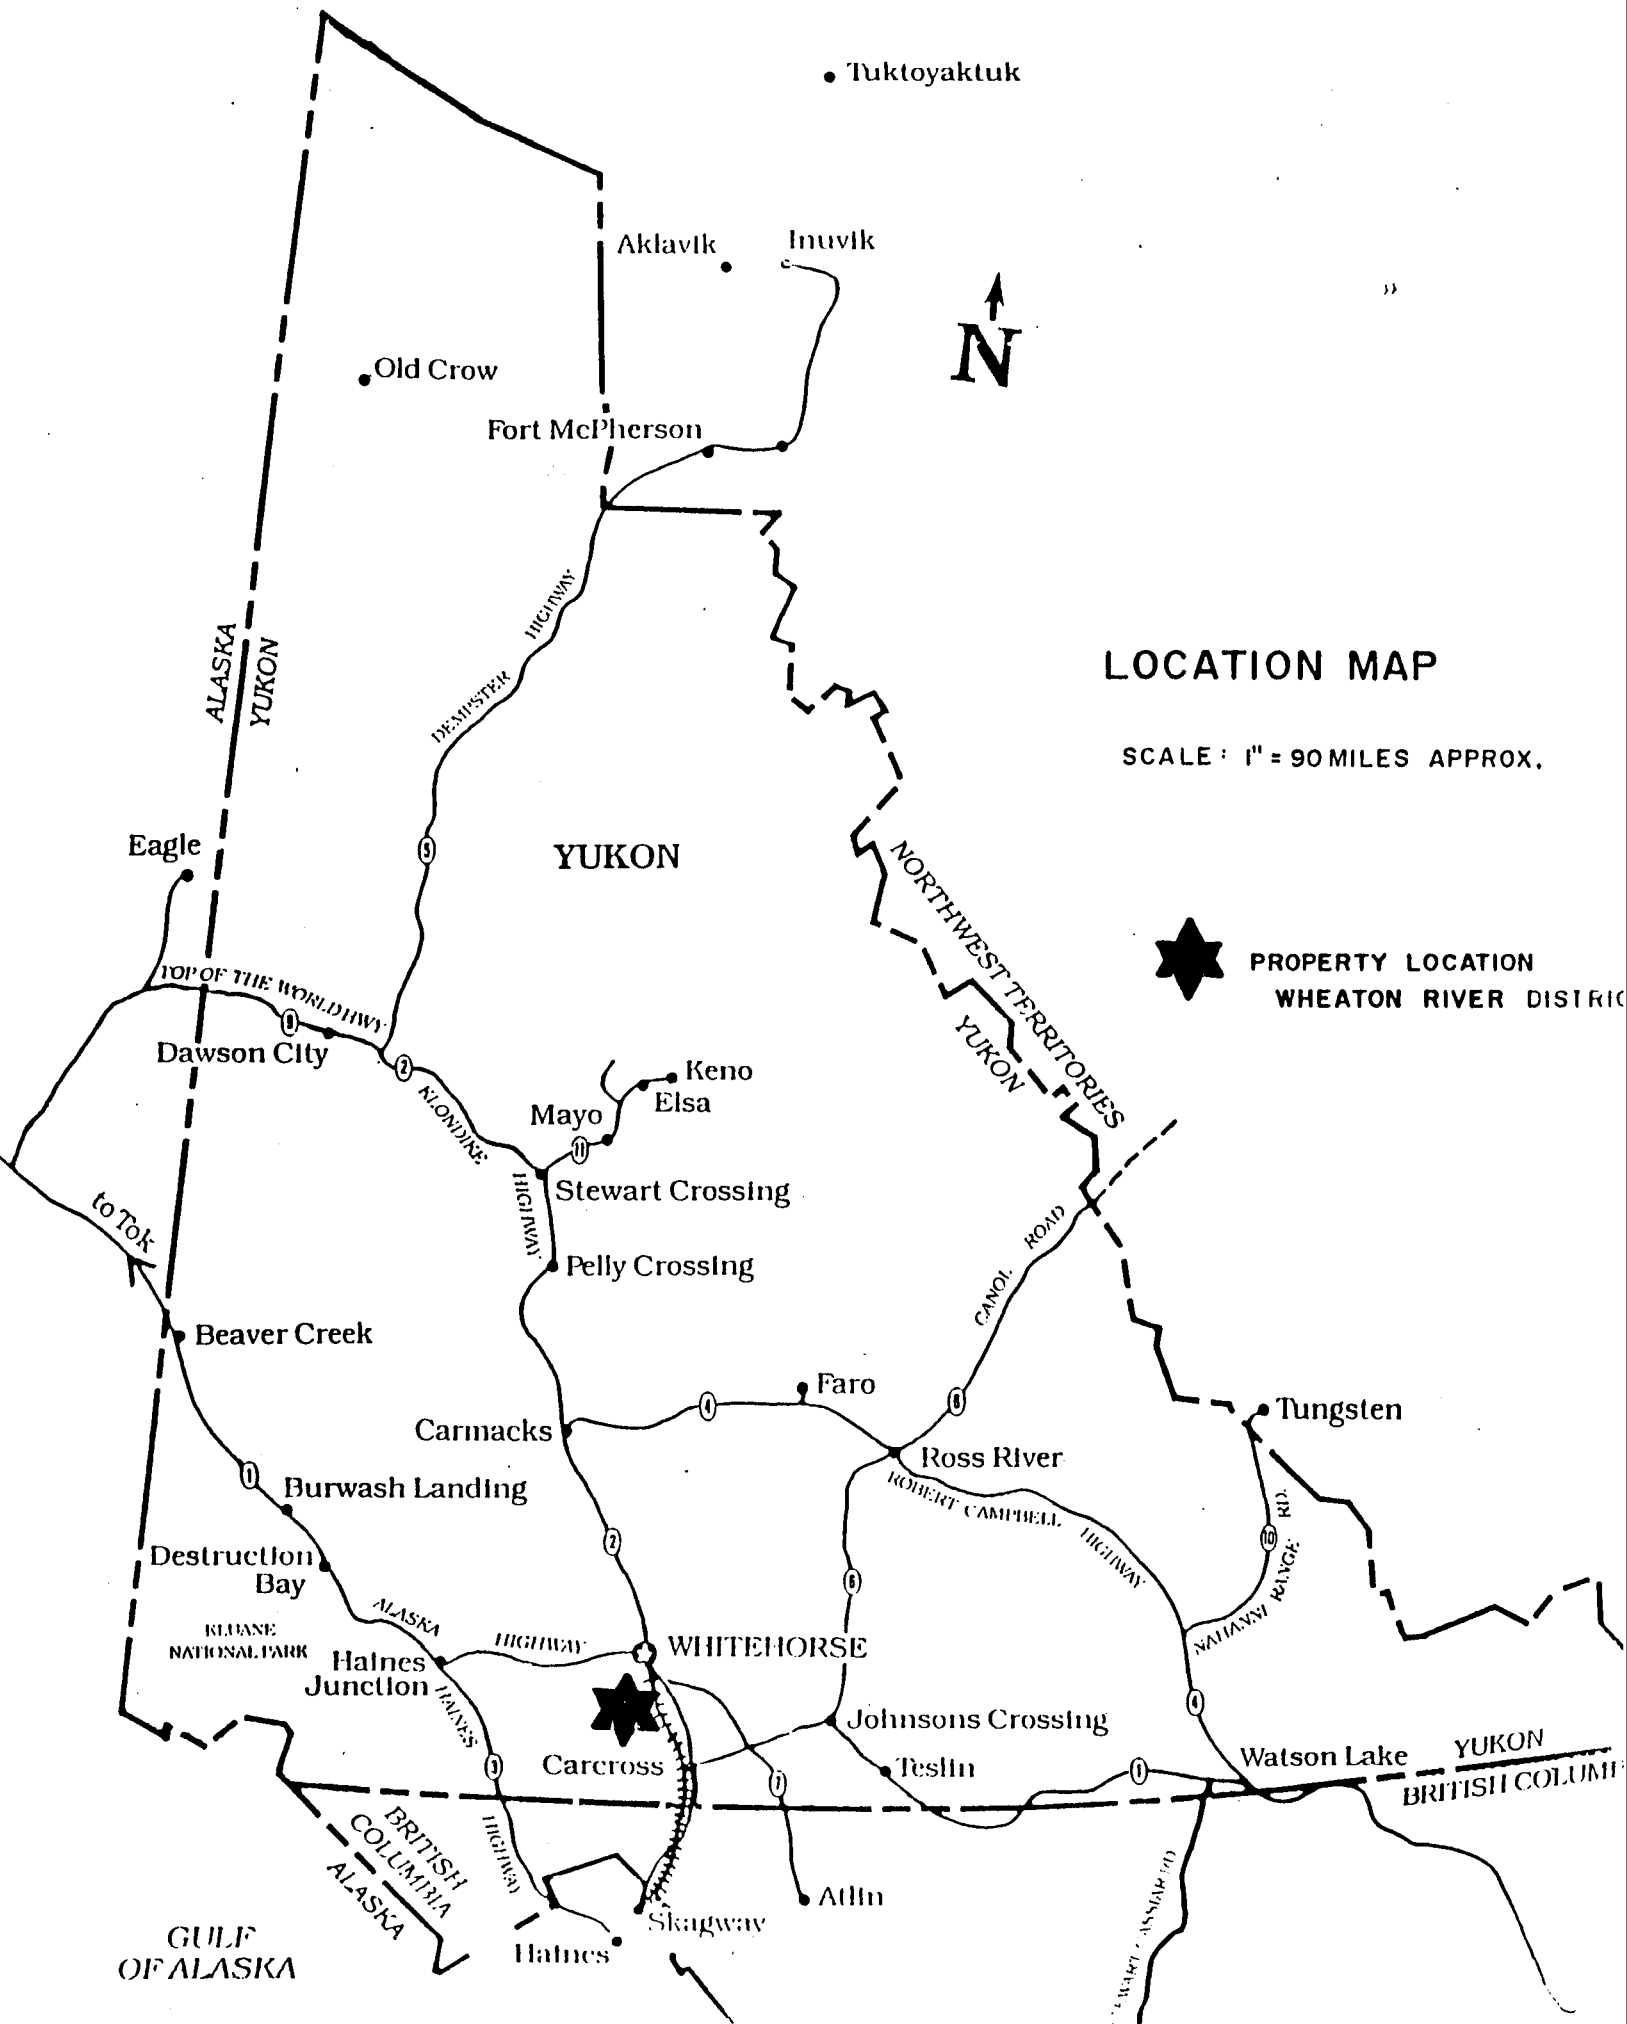 Tuktoyaktuk
Aklavik
Inuvik
N
Old Crow
Fort McPherson
HIGHWAY
DEMPSTER
ALASKA
YUKON
LOCATION MAP
SCALE: 1" = 90 MILES APPROX.
Eagle
5
YUKON
NORTHWEST TERRITORIES
YUKON
PROPERTY LOCATION
WHEATON RIVER DISTRIC
TOP OF THE WORLD HWY
9
Dawson City
2
KLONDIKE
HIGHWAY
Keno
Elsa
Mayo
11
Stewart Crossing
to Tok
Pelly Crossing
ROAD
CANOL
Beaver Creek
Faro
4
6
Carmacks
Tungsten
Ross River
1
Burwash Landing
ROBERT CAMPBELL
HIGHWAY
RD.
10
NAHANNI RANGE
2
Destruction
Bay
6
ALASKA
HIGHWAY
KLUANE
NATIONAL PARK
WHITEHORSE
Haines
Junction
HAINES
4
Johnsons Crossing
Carcross
3
7
Teslin
1
Watson Lake
YUKON
BRITISH COLUM
BRITISH
COLUMBIA
ALASKA
HIGHWAY
Atlin
Skagway
Haines
GULF
OF ALASKA